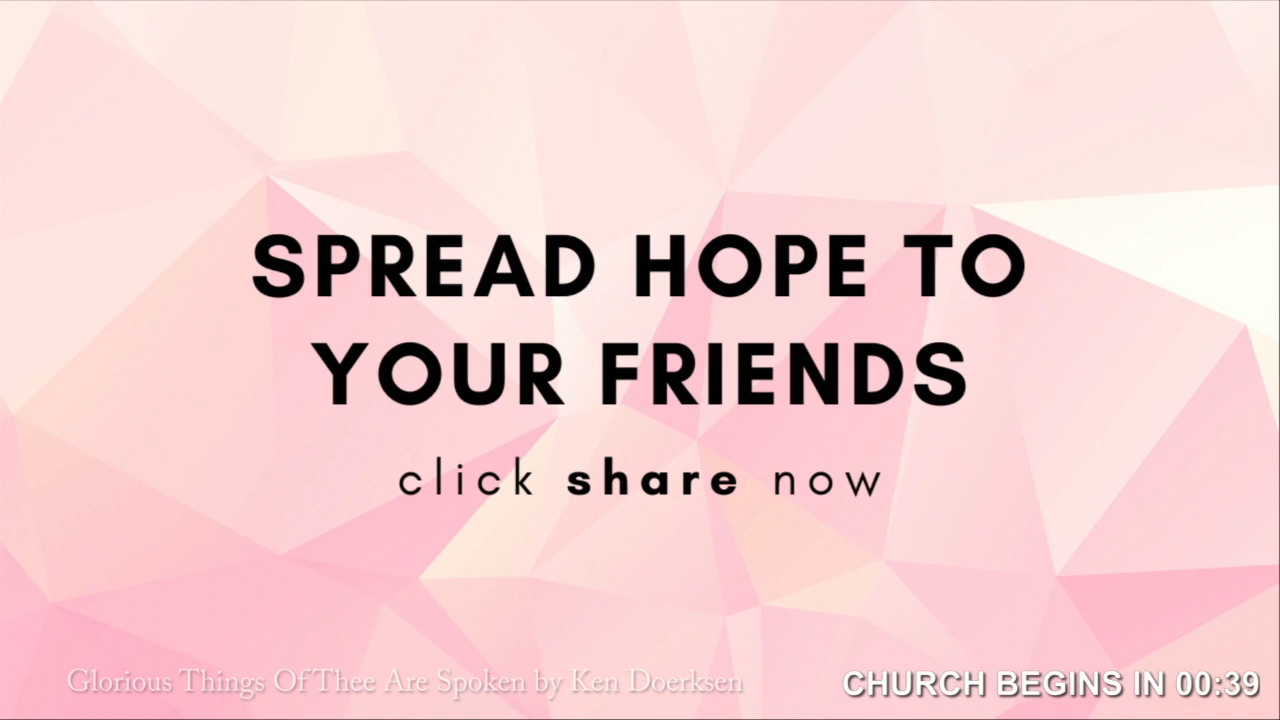 SPREAD HOPE TO
YOUR FRIENDS
click share now
Glorious Things Of Thee Are Spoken by Ken Doerksen
CHURCH BEGINS IN 00:39